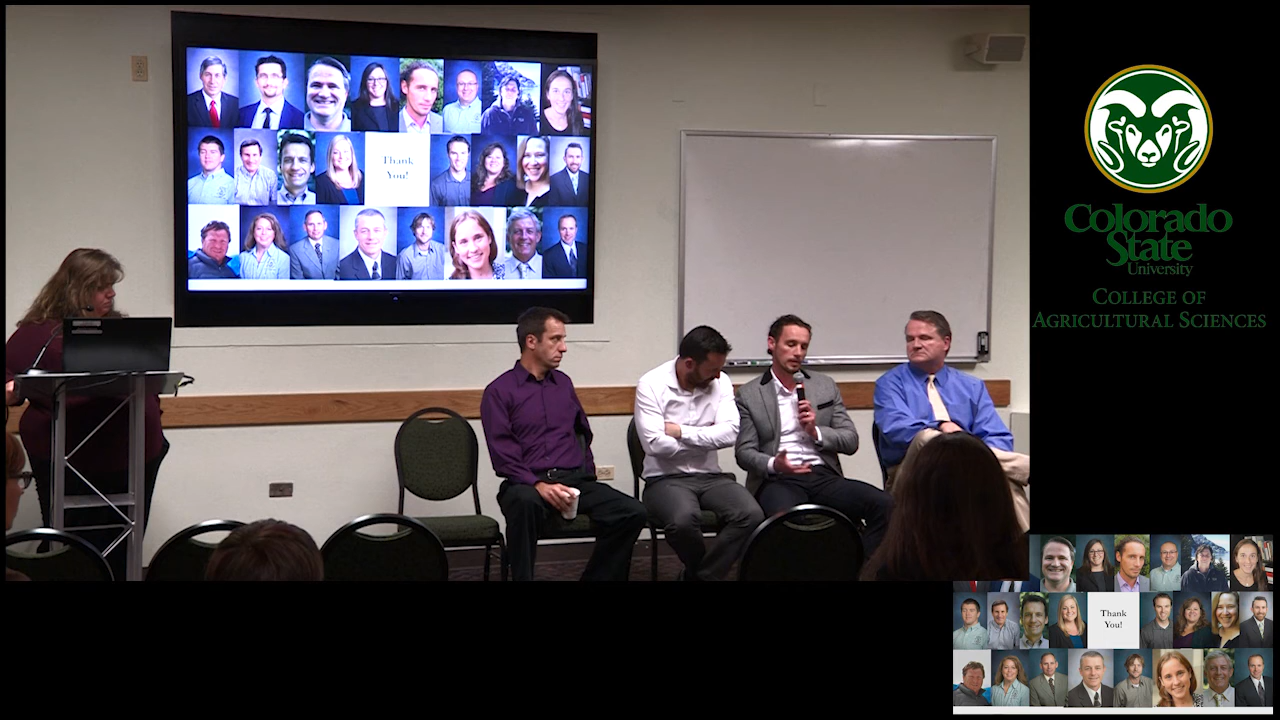 Thank
You!
Colorado
State
University
College of
Agricultural Sciences
Thank
You!